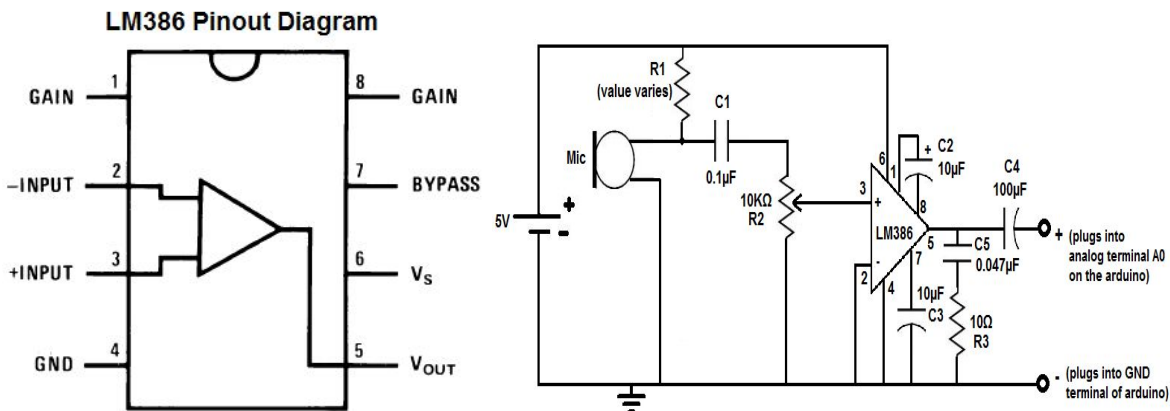 LM386 Pinout Diagram
1
GAIN
8
GAIN
2
–INPUT
7
BYPASS
3
+INPUT
6
VS
4
GND
5
VOUT
R1
(value varies)
C1
0.1µF
Mic
5V
+
-
10KΩ
R2
3
+
LM386
-
2
6
1
+
C2
10µF
8
5
7
4
10µF
C3
C4
100µF
C5
0.047µF
10Ω
R3
+ (plugs into
analog terminal A0
on the arduino)
- (plugs into GND
terminal of arduino)